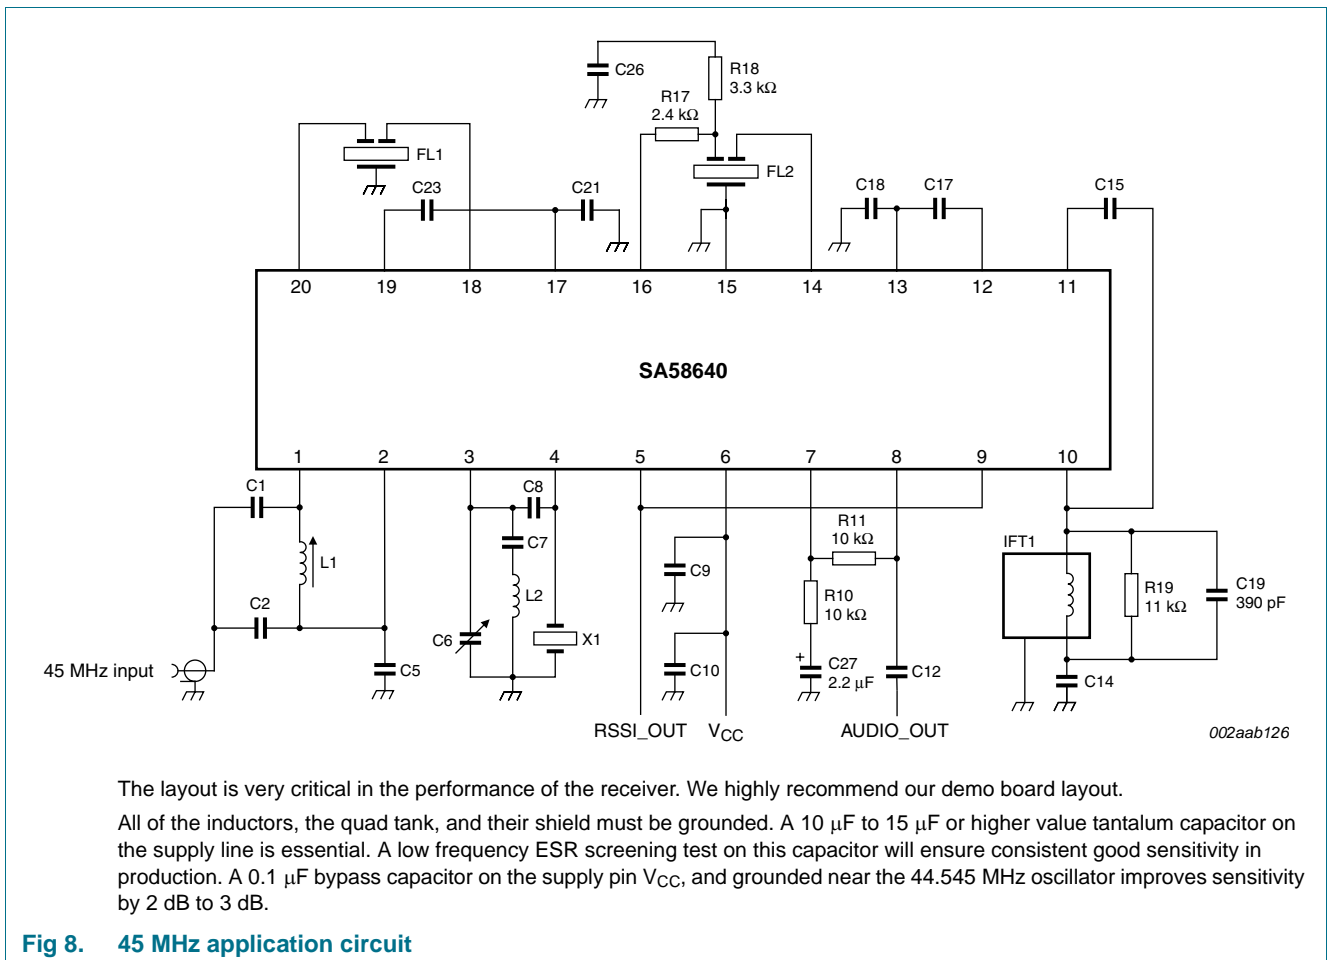 C26
R18
3.3 kΩ
R17
2.4 kΩ
FL1
FL2
C23
C21
C18
C17
C15
20 19 18 17 16 15 14 13 12 11
SA58640
1 2 3 4 5 6 7 8 9 10
C1
C8
R11
10 kΩ
C7
L1
IFT1
C9
L2
R10
10 kΩ
R19
11 kΩ
C19
390 pF
C2
C6
X1
45 MHz input
C5
C10
+
C27
2.2 μF
C12
C14
RSSI_OUT VCC AUDIO_OUT
002aab126
The layout is very critical in the performance of the receiver. We highly recommend our demo board layout.
All of the inductors, the quad tank, and their shield must be grounded. A 10 μF to 15 μF or higher value tantalum capacitor on
the supply line is essential. A low frequency ESR screening test on this capacitor will ensure consistent good sensitivity in
production. A 0.1 μF bypass capacitor on the supply pin VCC, and grounded near the 44.545 MHz oscillator improves sensitivity
by 2 dB to 3 dB.
Fig 8. 45 MHz application circuit